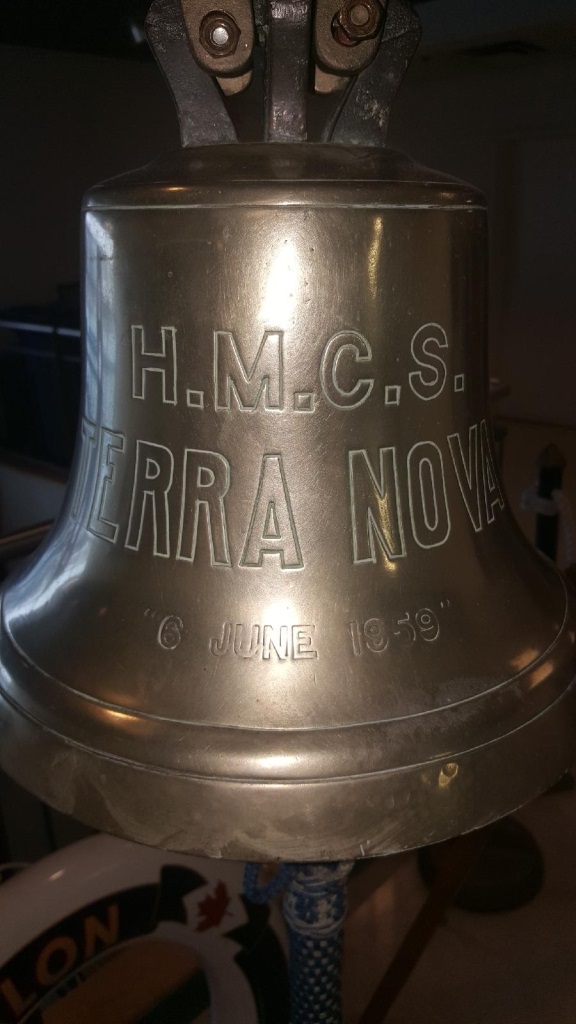 H.M.C.S.
TERRA NOVA
"6 JUNE 1959"
LON